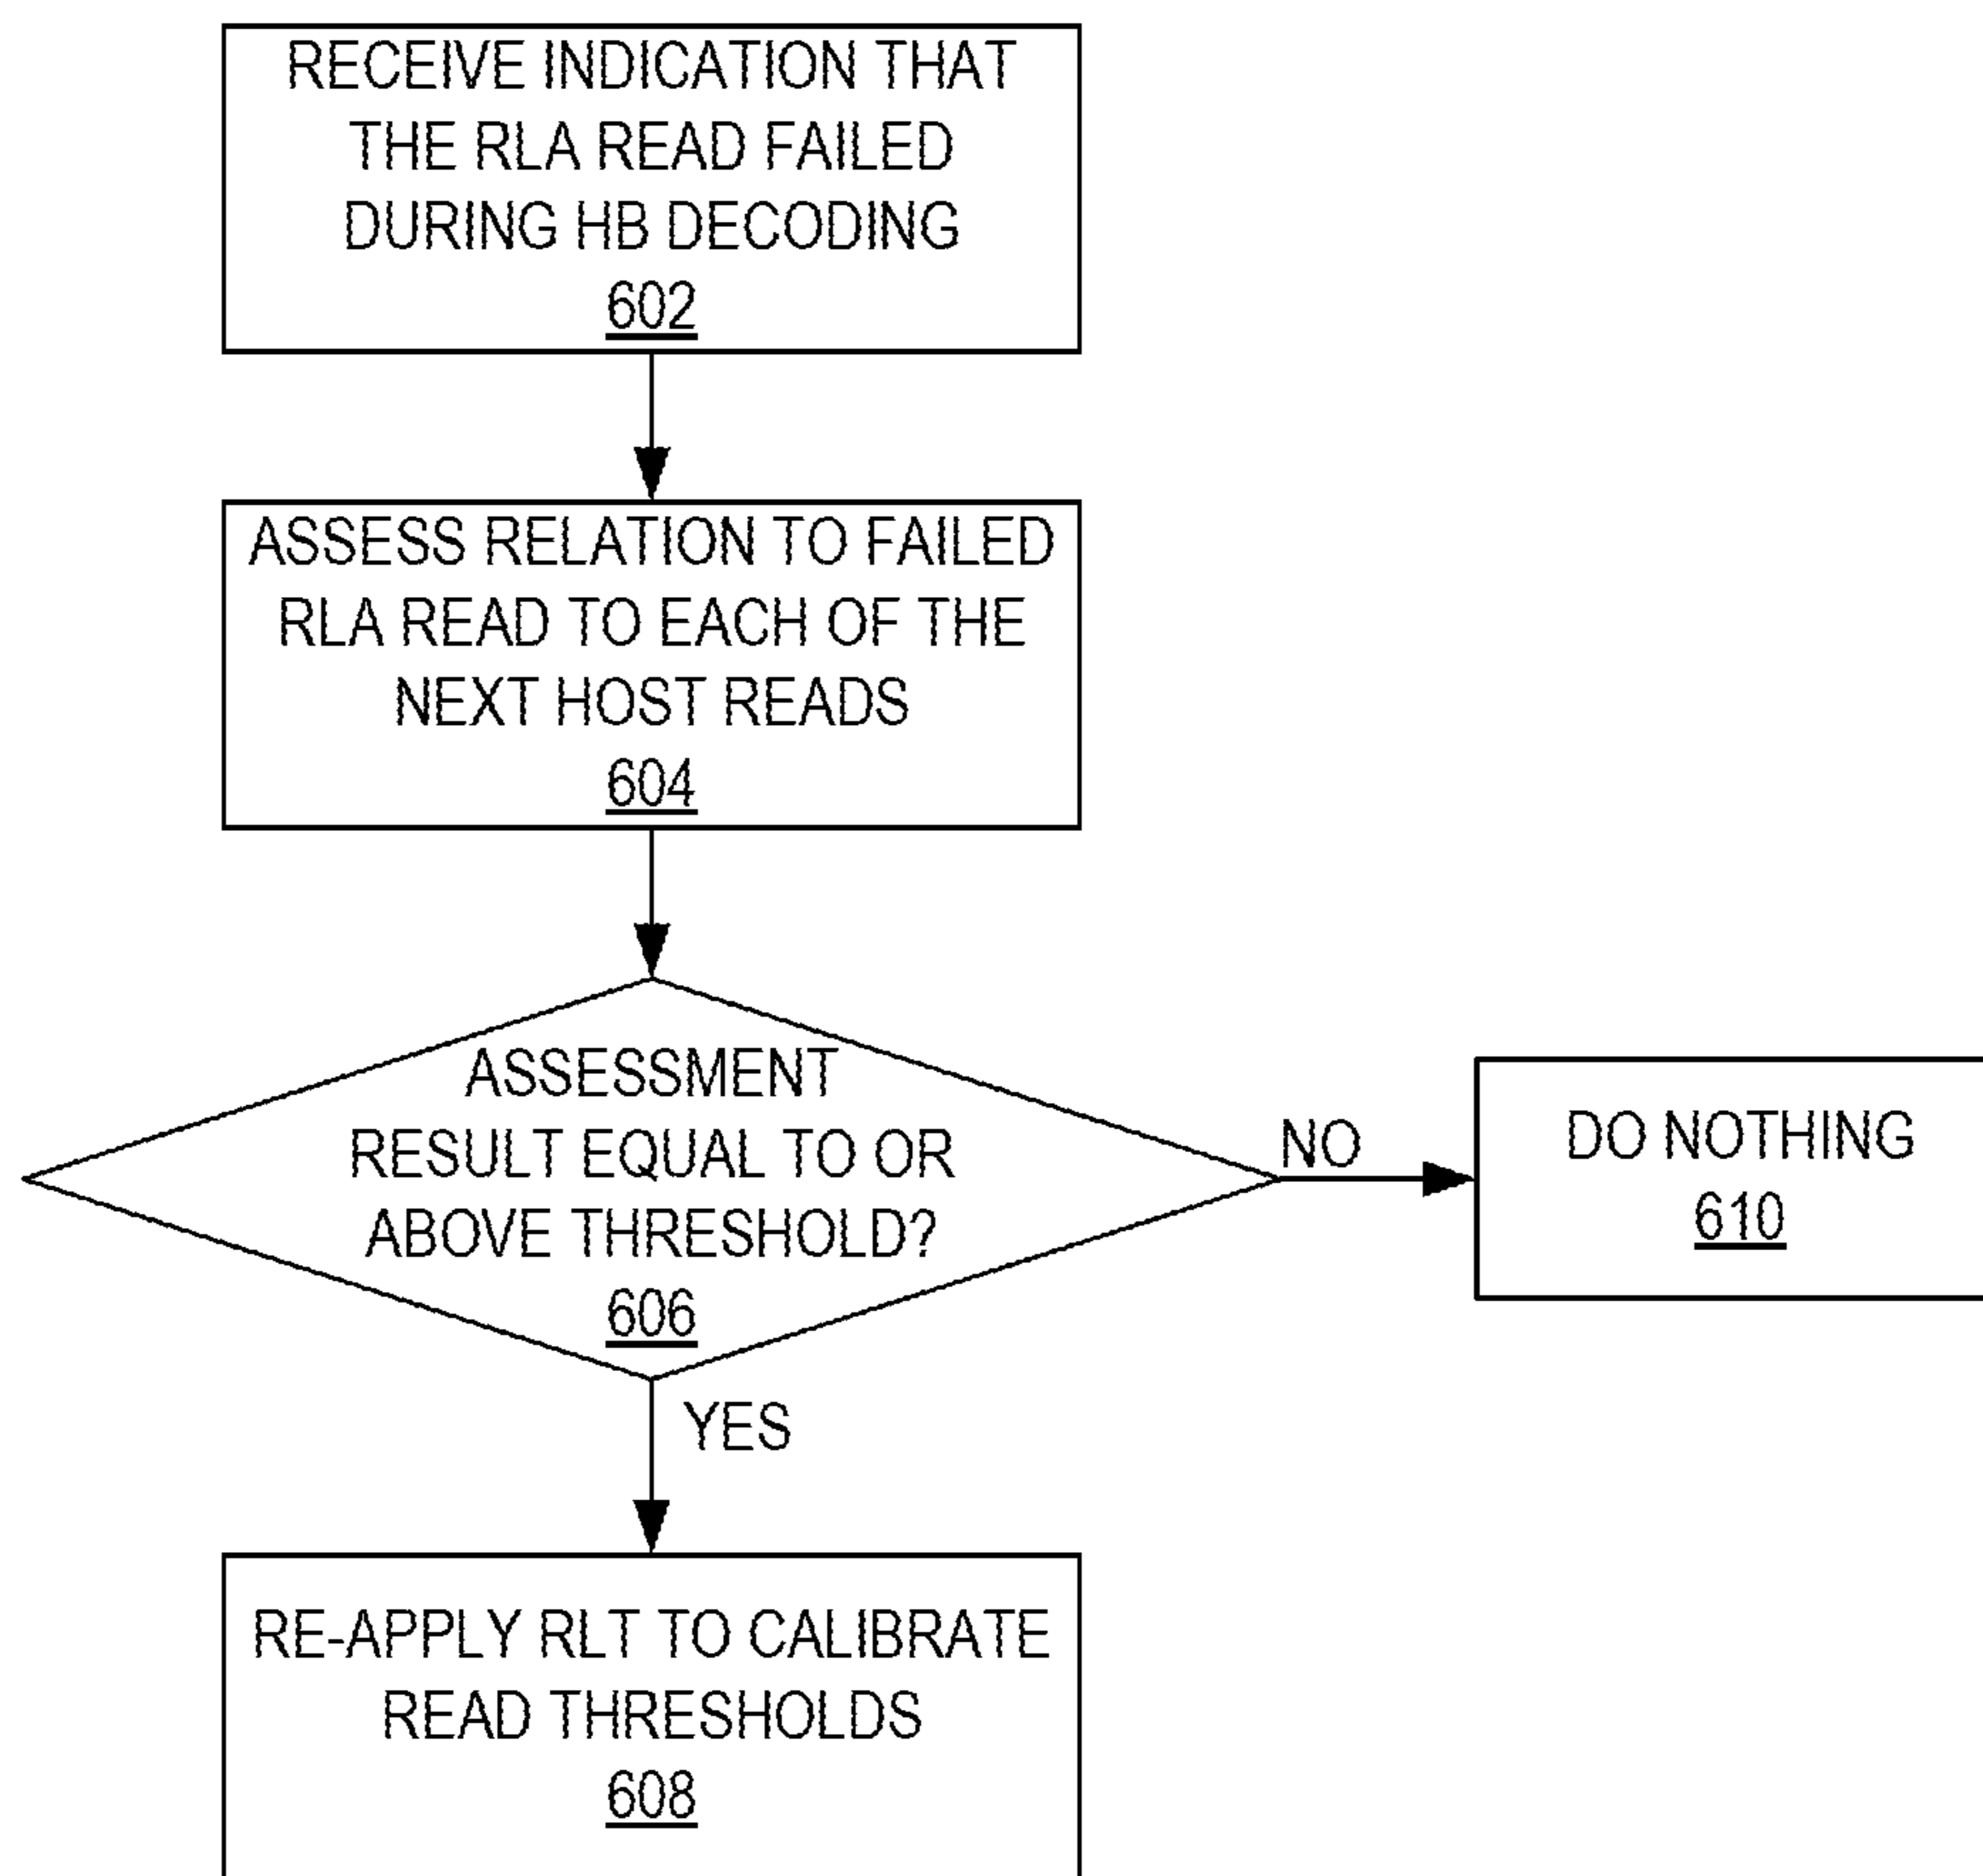 RECEIVE INDICATION THAT
THE RLA READ FAILED
DURING HB DECODING
602
ASSESS RELATION TO FAILED
RLA READ TO EACH OF THE
NEXT HOST READS
604
ASSESSMENT
RESULT EQUAL TO OR
ABOVE THRESHOLD?
606
NO
DO NOTHING
610
YES
RE-APPLY RLT TO CALIBRATE
READ THRESHOLDS
608